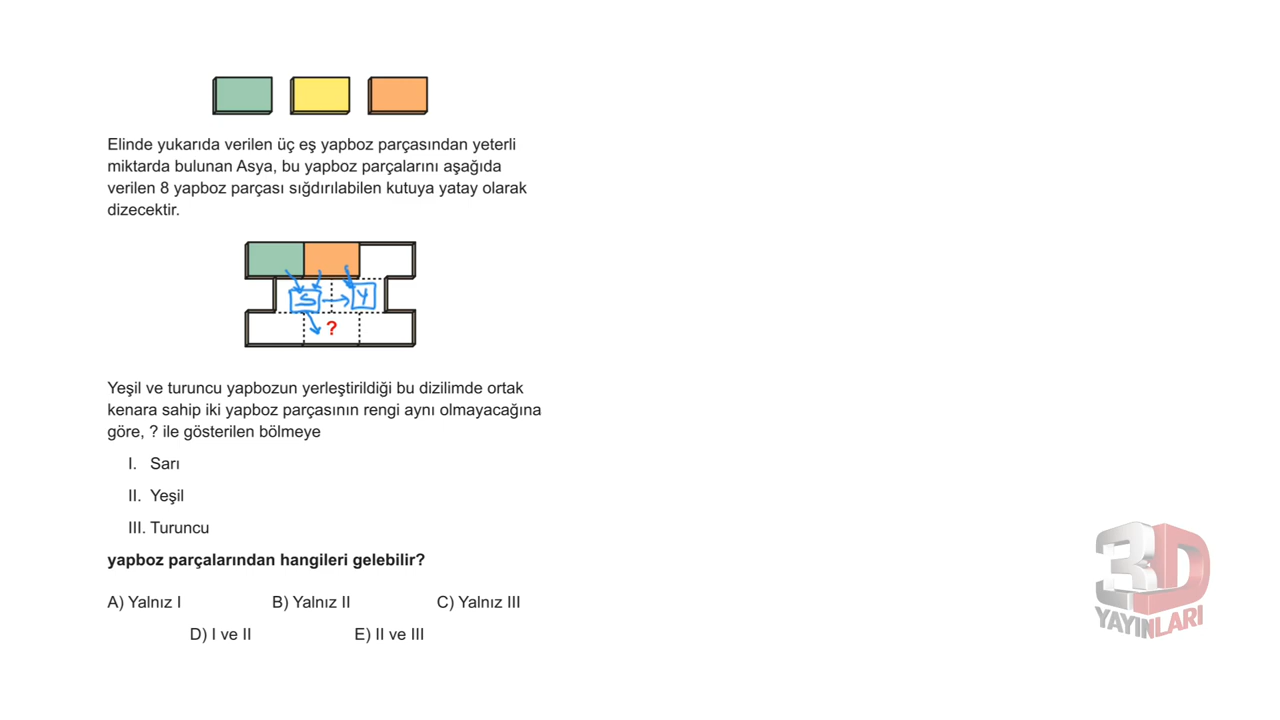 Elinde yukarıda verilen üç eş yapboz parçasından yeterli
miktarda bulunan Asya, bu yapboz parçalarını aşağıda
verilen 8 yapboz parçası sığdırılabilen kutuya yatay olarak
dizecektir.
S Y
?
Yeşil ve turuncu yapbozun yerleştirildiği bu dizilimde ortak
kenara sahip iki yapboz parçasının rengi aynı olmayacağına
göre, ? ile gösterilen bölmeye
I. Sarı
II. Yeşil
III. Turuncu
yapboz parçalarından hangileri gelebilir?
A) Yalnız I B) Yalnız II C) Yalnız III
D) I ve II E) II ve III
3D
YAYINLARI